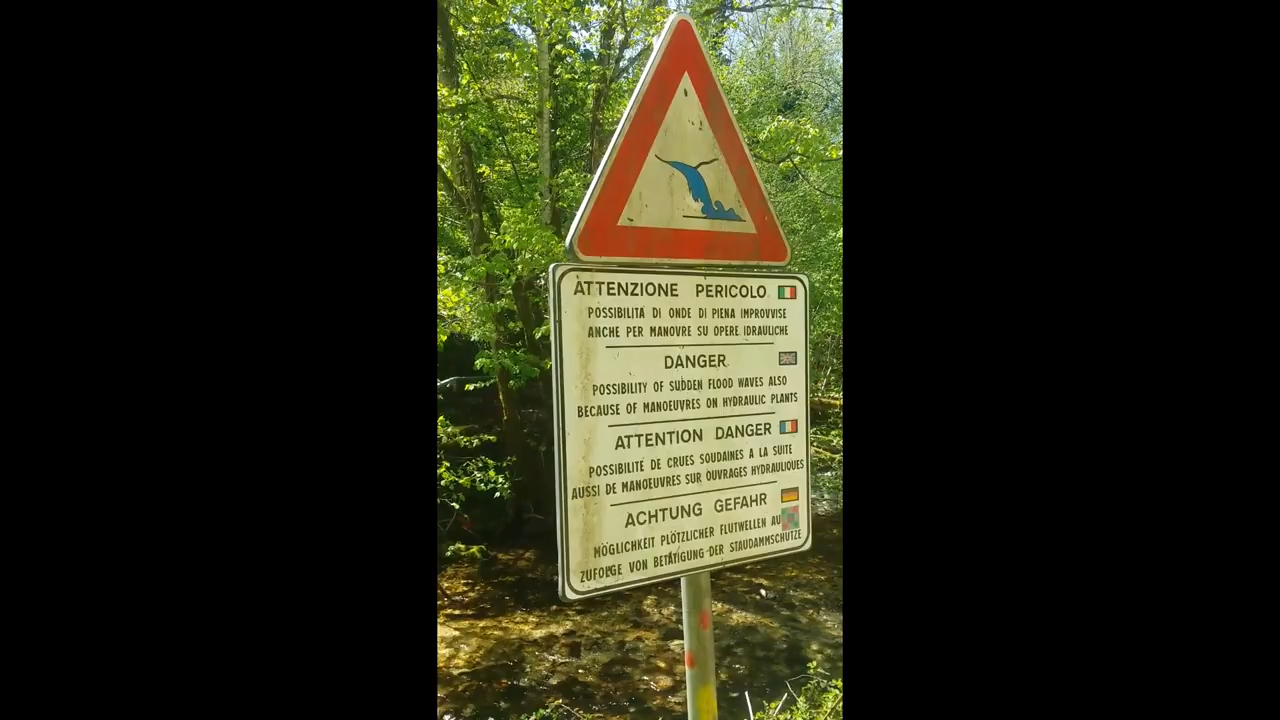 ATTENZIONE PERICOLO
POSSIBILITÀ DI ONDE DI PIENA IMPROVVISE
ANCHE PER MANOVRE SU OPERE IDRAULICHE
DANGER
POSSIBILITY OF SUDDEN FLOOD WAVES ALSO
BECAUSE OF MANOEUVRES ON HYDRAULIC PLANTS
ATTENTION DANGER
POSSIBILITÉ DE CRUES SOUDAINES A LA SUITE
AUSSI DE MANOEUVRES SUR OUVRAGES HYDRAULIQUES
ACHTUNG GEFAHR
MÖGLICHKEIT PLÖTZLICHER FLUTWELLEN
ZUFOLGE VON BETÄTIGUNG DER STAUDAMMSCHÜTZE